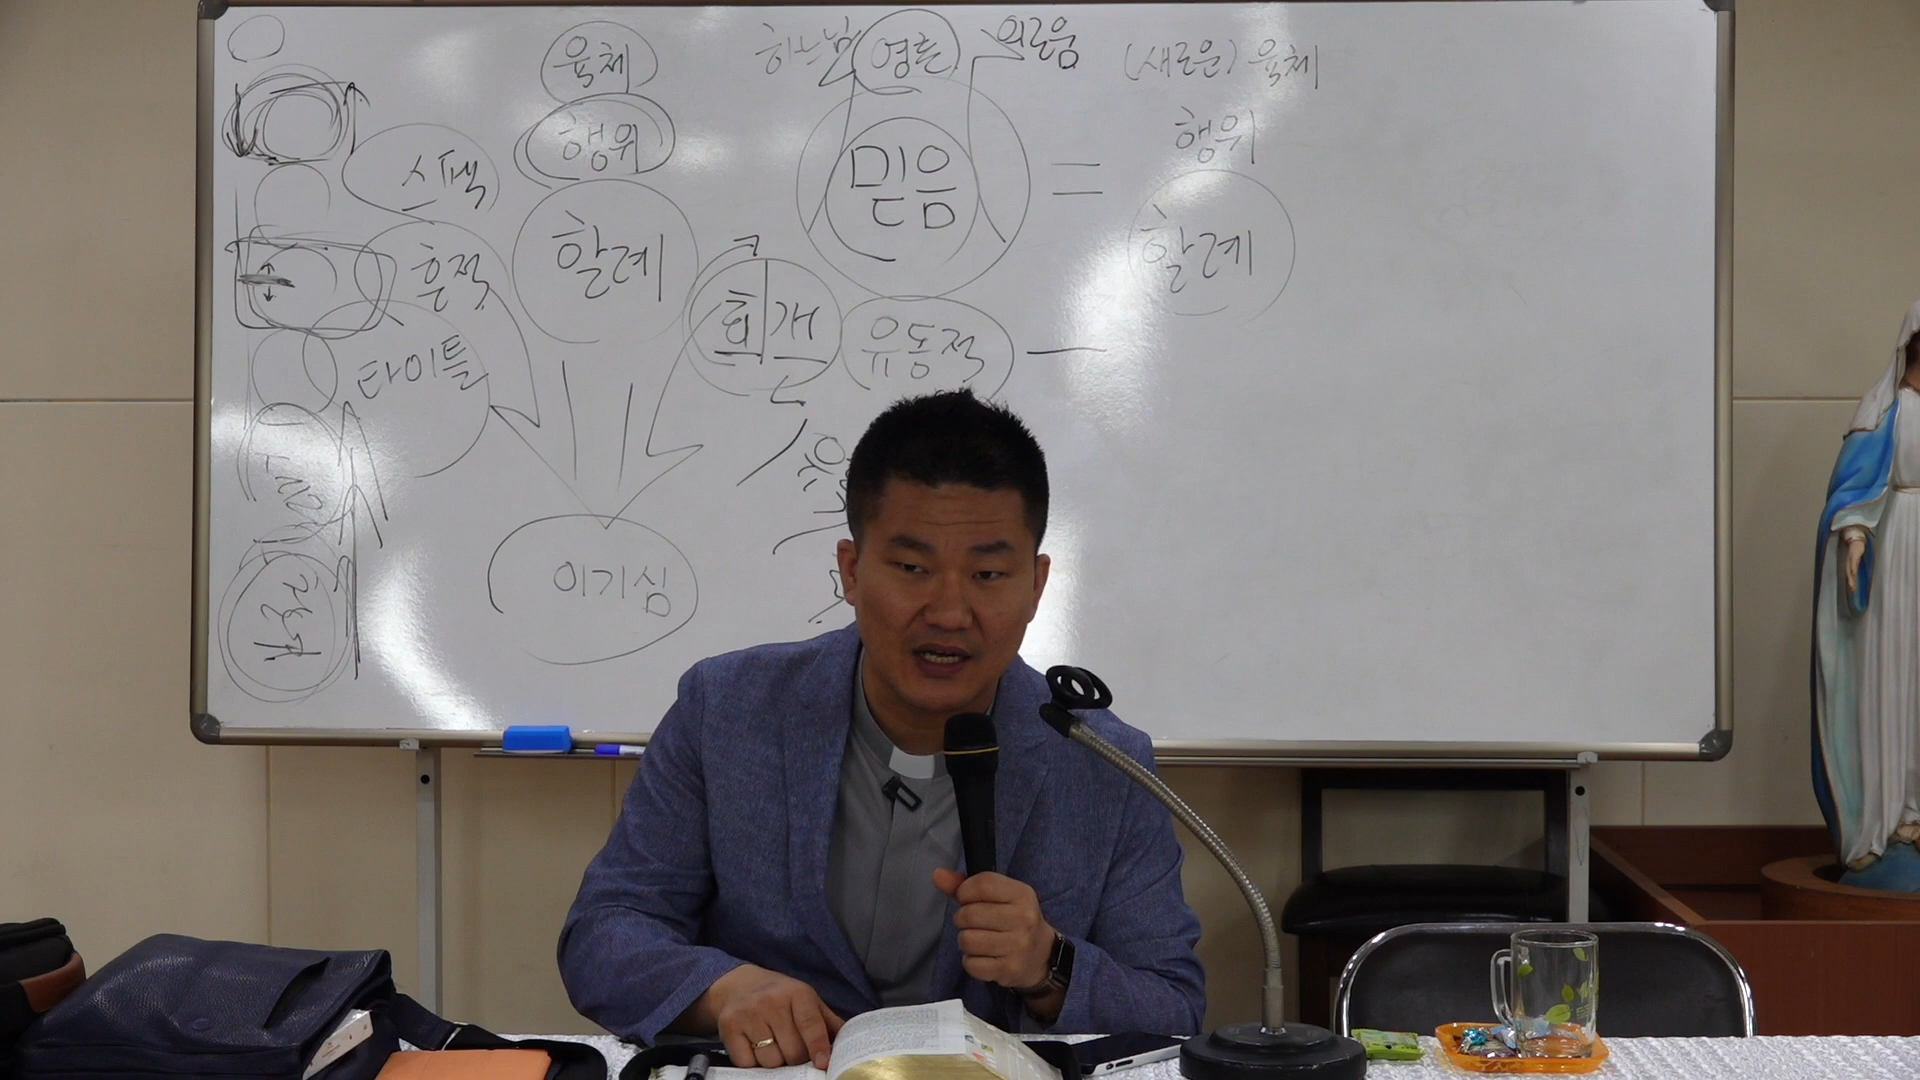 육체 하느님 영혼 의로움 (새로운) 육체
행위 행위
스펙 믿음 =
할례 할례
흔적
회개 유동적 —
타이틀
이기심